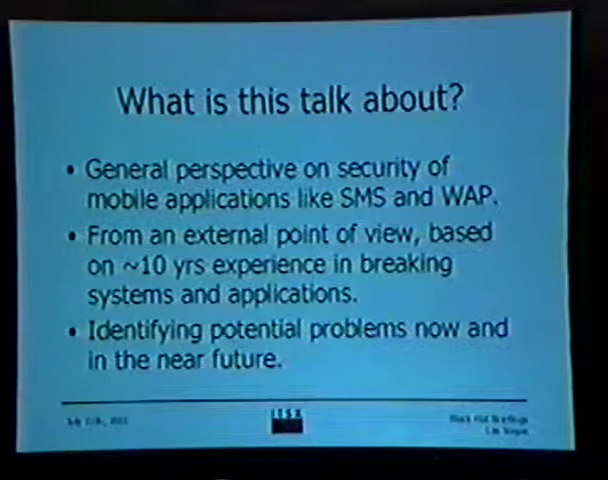 What is this talk about?
• General perspective on security of
mobile applications like SMS and WAP.
• From an external point of view, based
on ~10 yrs experience in breaking
systems and applications.
• Identifying potential problems now and
in the near future.
ITSX
Black Hat Briefings
Las Vegas